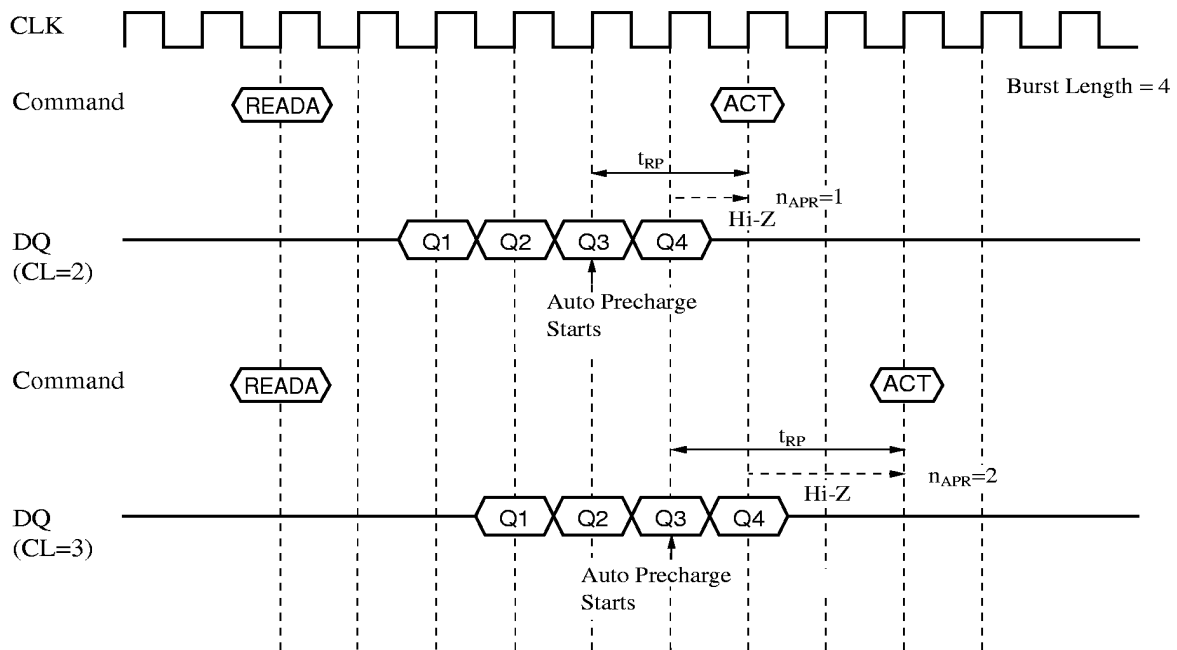 CLK
Command
READA
ACT
Burst Length = 4
tRP
nAPR=1
Hi-Z
DQ
(CL=2)
Q1 Q2 Q3 Q4
Auto Precharge
Starts
Command
READA
ACT
tRP
nAPR=2
Hi-Z
DQ
(CL=3)
Q1 Q2 Q3 Q4
Auto Precharge
Starts